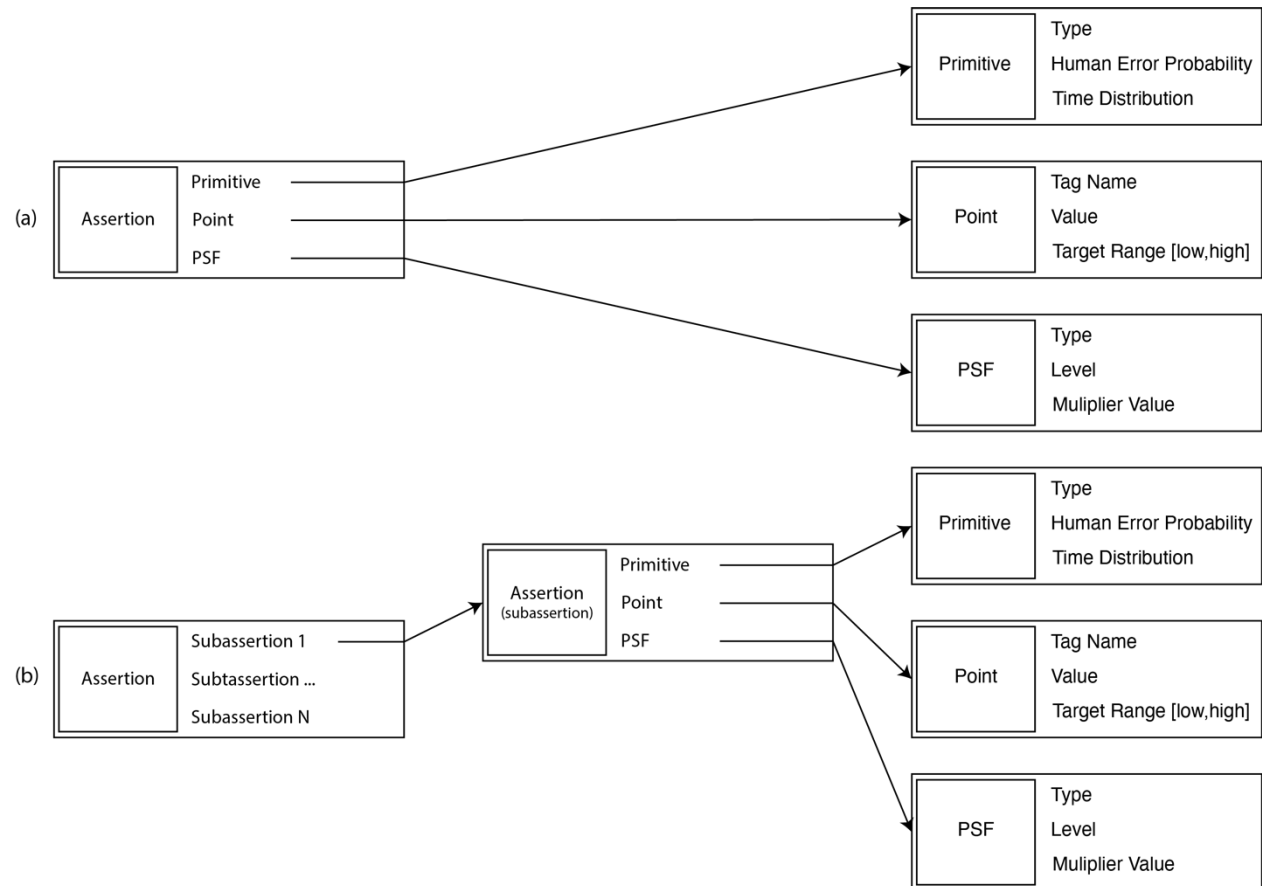 (a)
Assertion
Primitive
Point
PSF
Primitive
Type
Human Error Probability
Time Distribution
Point
Tag Name
Value
Target Range [low,high]
PSF
Type
Level
Muliplier Value
(b)
Assertion
Subassertion 1
Subtassertion ...
Subassertion N
Assertion
(subassertion)
Primitive
Point
PSF
Primitive
Type
Human Error Probability
Time Distribution
Point
Tag Name
Value
Target Range [low,high]
PSF
Type
Level
Muliplier Value